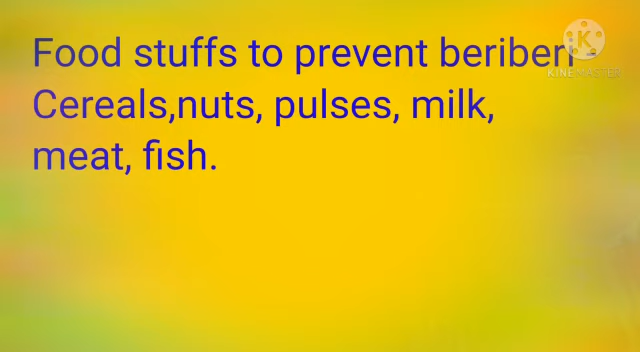 Food stuffs to prevent beriberi -
Cereals,nuts, pulses, milk,
meat, fish.
KINEMASTER